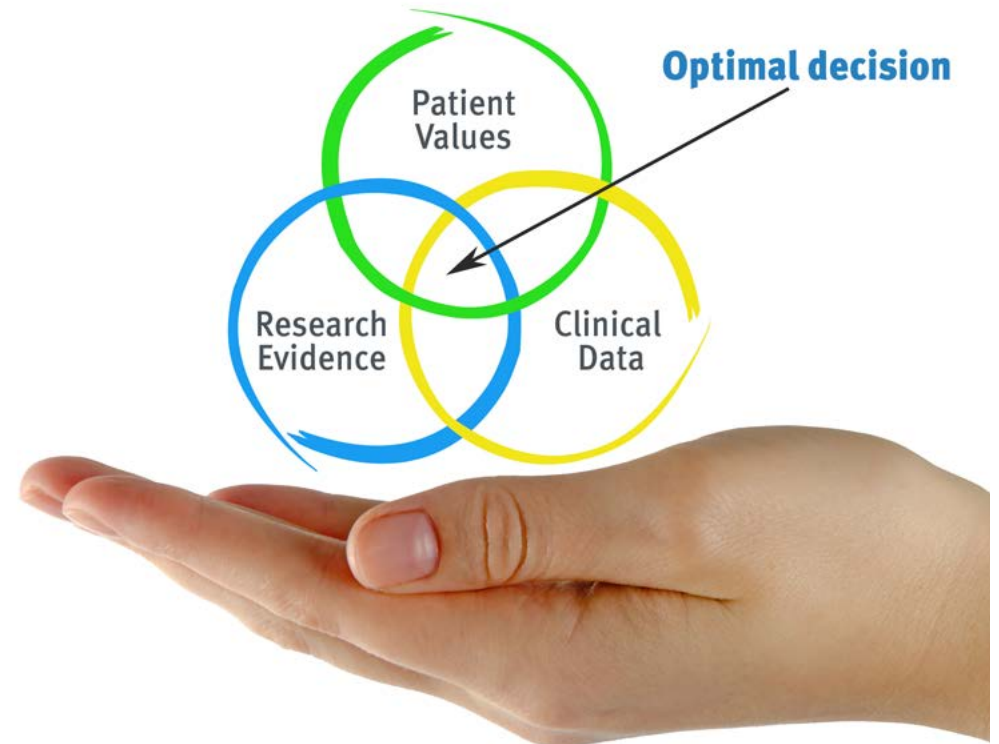 Optimal decision
Patient
Values
Research
Evidence
Clinical
Data